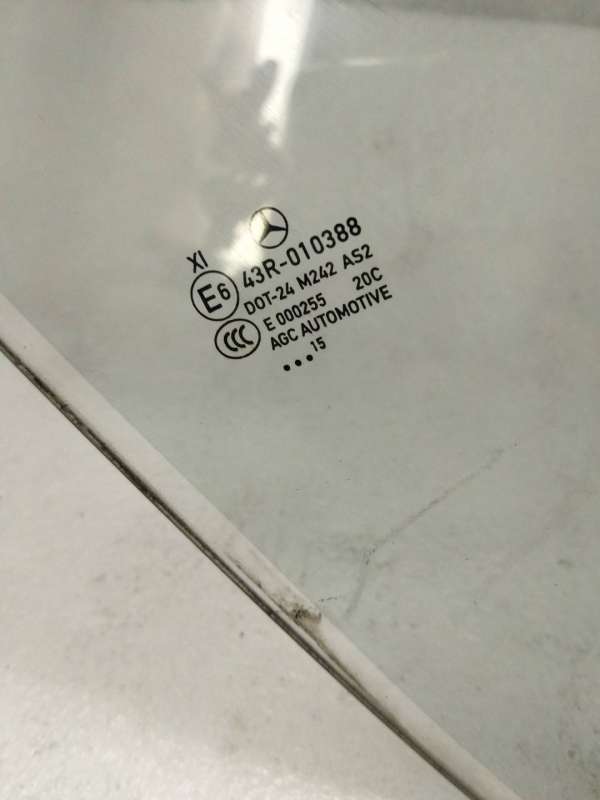 XI
E6 43R-010388
DOT-24 M242 AS2
CCC E 000255 20C
AGC AUTOMOTIVE
...15